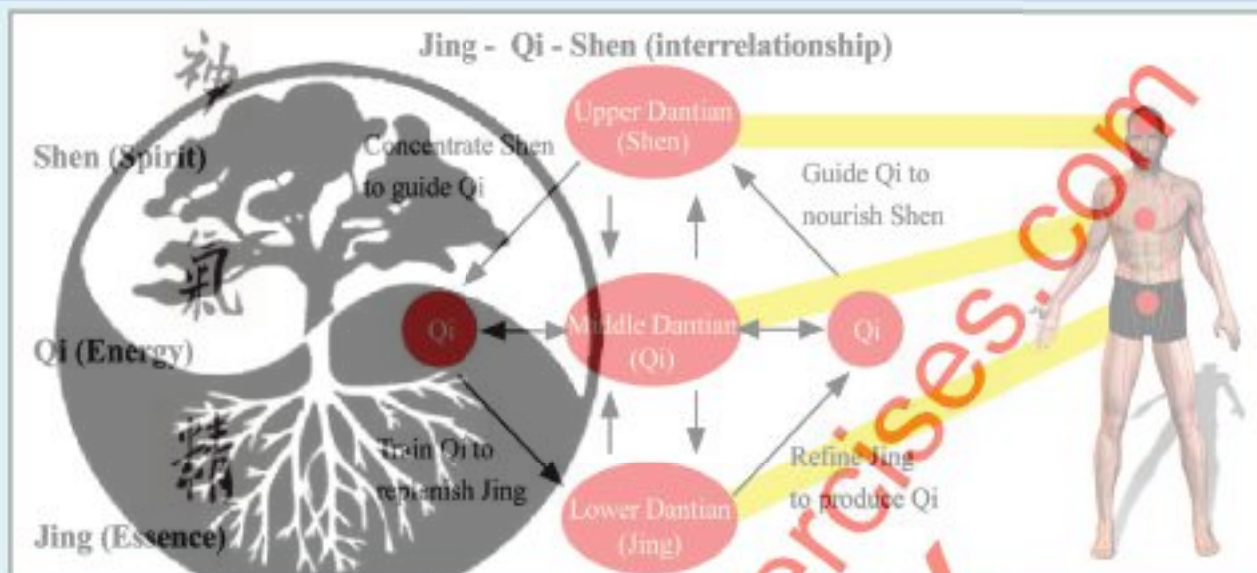 Jing - Qi - Shen (interrelationship)
神
Shen (Spirit)
Concentrate Shen
to guide Qi
Upper Dantian
(Shen)
Guide Qi to
nourish Shen
氣
Qi (Energy)
Qi
Middle Dantian
(Qi)
Qi
精
Jing (Essence)
Train Qi to
replenish Jing
Lower Dantian
(Jing)
Refine Jing
to produce Qi
ercises.com